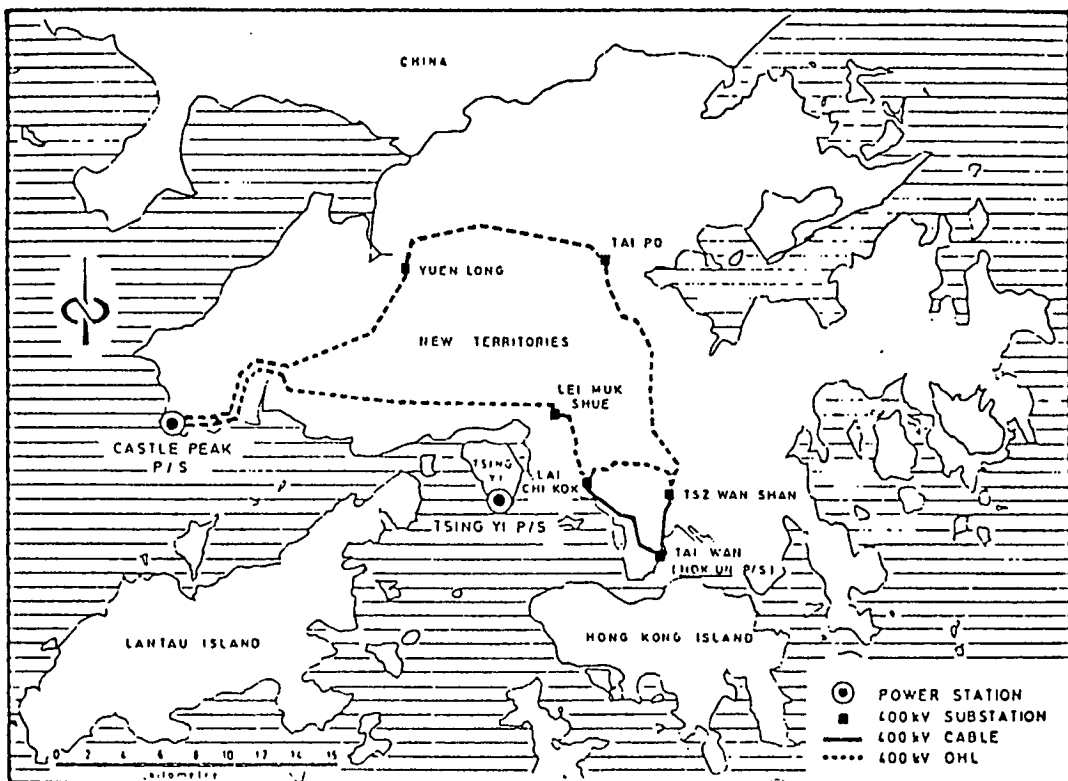 CHINA
TAI PO
YUEN LONG
NEW TERRITORIES
LEI MUK
SHUE
CASTLE PEAK
P/S
TSING
YI
LAI
CHI KOK
TSZ WAN SHAN
TSING YI P/S
TAI WAN
(HOK UN P/S)
LANTAU ISLAND
HONG KONG ISLAND
POWER STATION
400kV SUBSTATION
400kV CABLE
400kV OHL
0 2 4 6 8 10 12 14 15